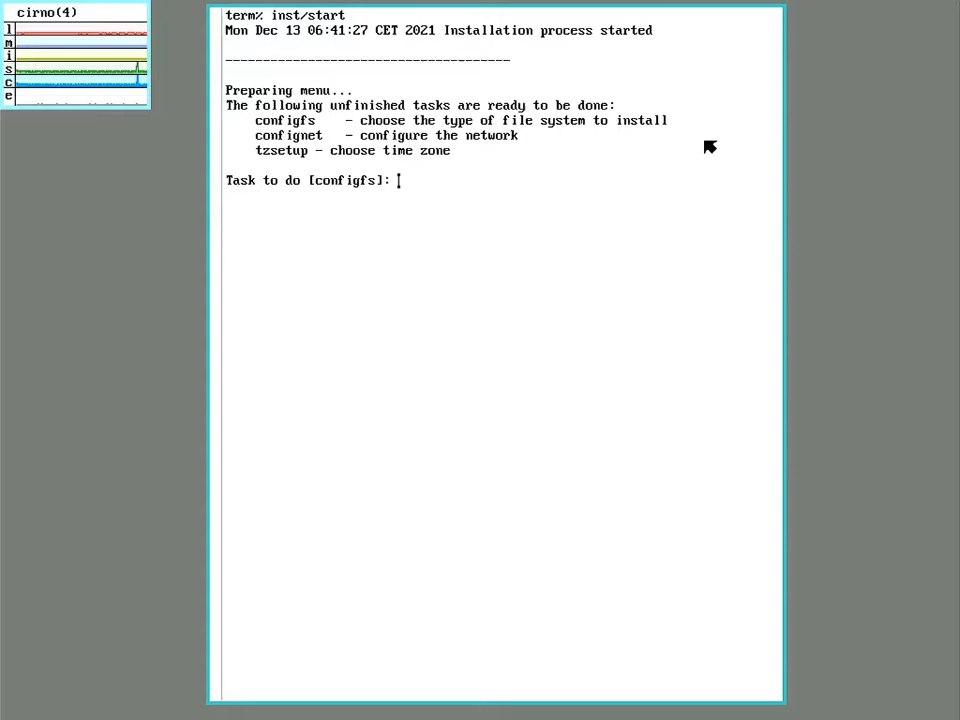 cirno(4)
l
m
i
s
c
e
term% inst/start
Mon Dec 13 06:41:27 CET 2021 Installation process started
--------------------------------------
Preparing menu...
The following unfinished tasks are ready to be done:
configfs - choose the type of file system to install
confignet - configure the network
tzsetup - choose time zone
Task to do [configfs]: